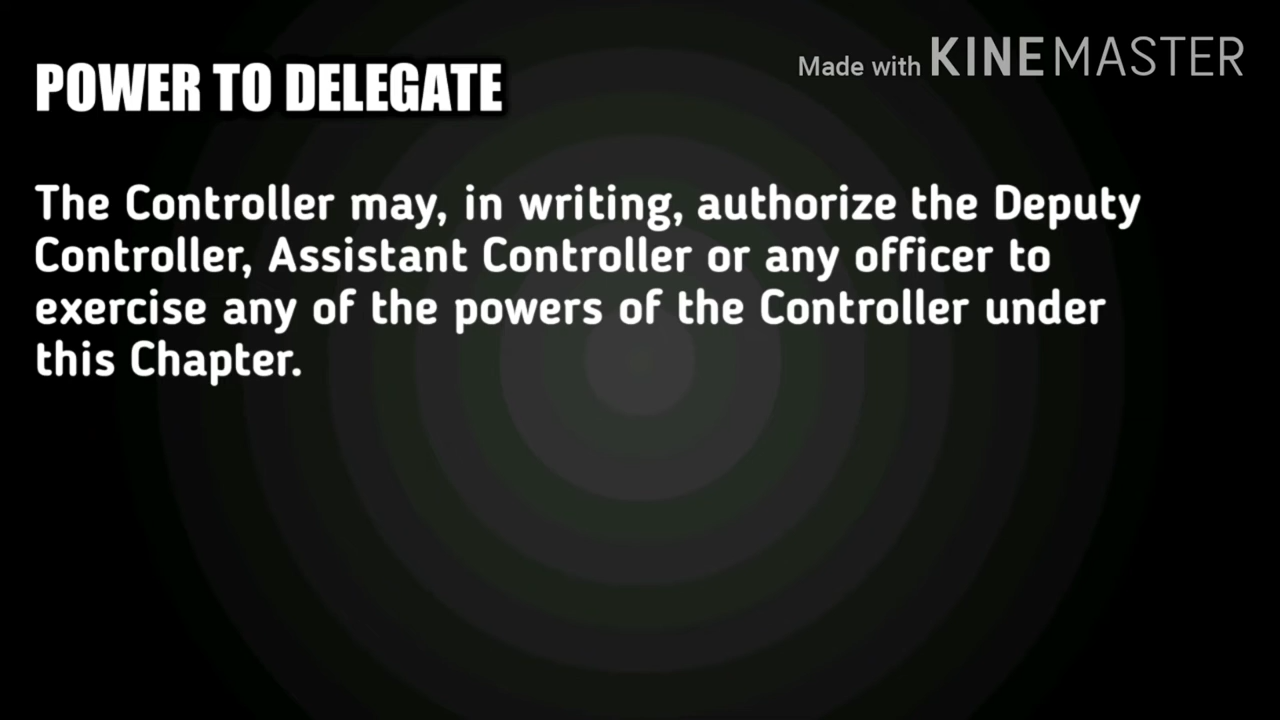 Made with KINEMASTER
POWER TO DELEGATE
The Controller may, in writing, authorize the Deputy
Controller, Assistant Controller or any officer to
exercise any of the powers of the Controller under
this Chapter.